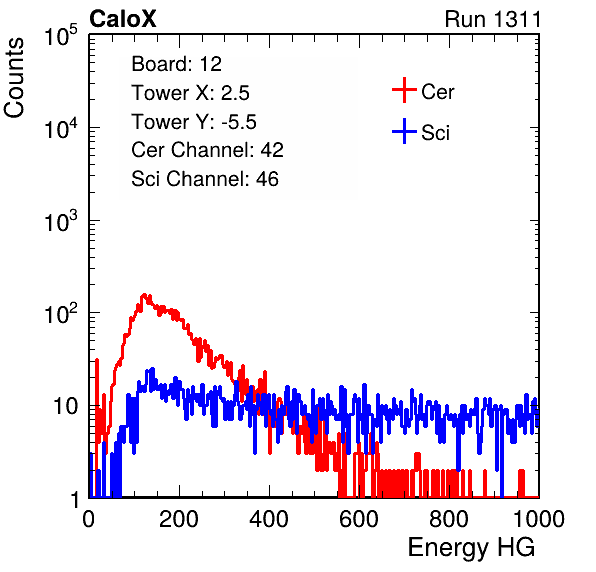 CaloX Run 1311
Counts
10^5
10^4
10^3
10^2
10
1
Board: 12
Tower X: 2.5
Tower Y: -5.5
Cer Channel: 42
Sci Channel: 46
Cer
Sci
0 200 400 600 800 1000
Energy HG